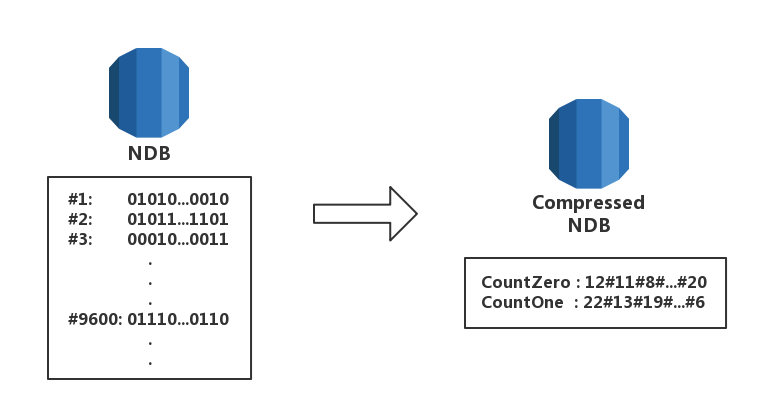 NDB
#1: 01010...0010
#2: 01011...1101
#3: 00010...0011
.
.
.
#9600: 01110...0110
.
.
Compressed
NDB
CountZero : 12#11#8#...#20
CountOne : 22#13#19#...#6